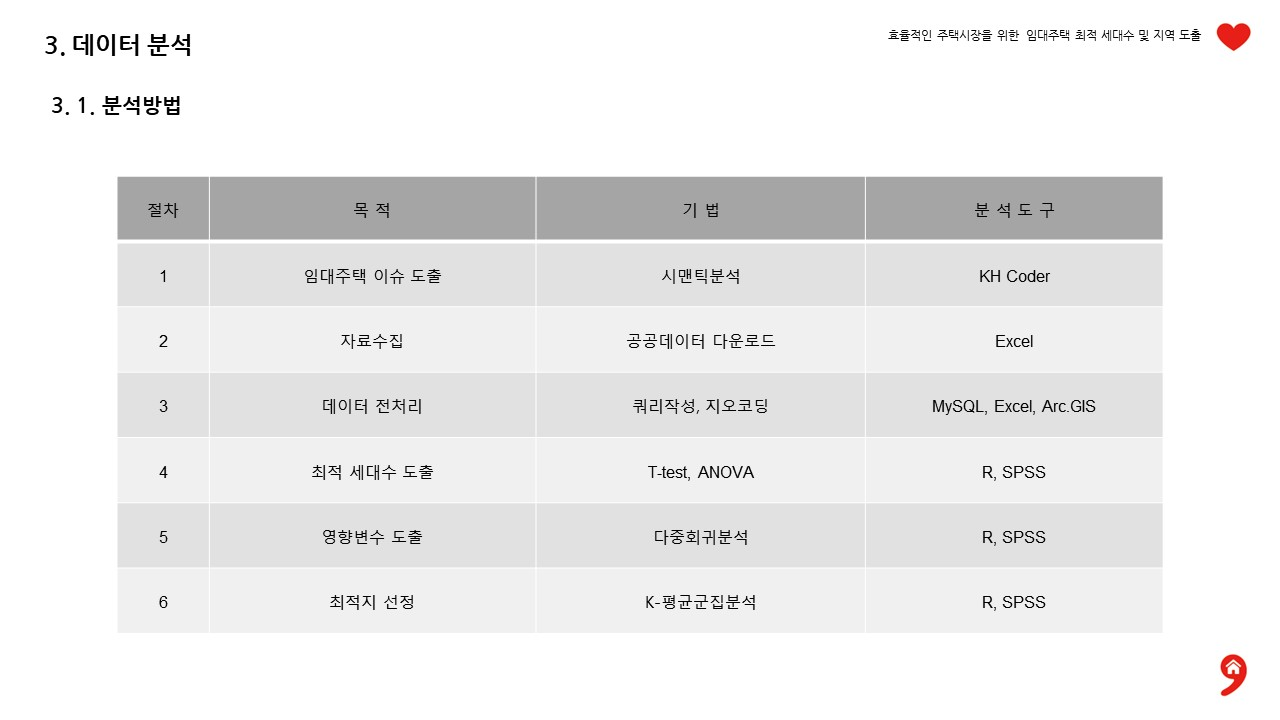 3. 데이터 분석
효율적인 주택시장을 위한 임대주택 최적 세대수 및 지역 도출
3. 1. 분석방법
절차 목 적 기 법 분 석 도 구
1 임대주택 이슈 도출 시맨틱분석 KH Coder
2 자료수집 공공데이터 다운로드 Excel
3 데이터 전처리 쿼리작성, 지오코딩 MySQL, Excel, Arc.GIS
4 최적 세대수 도출 T-test, ANOVA R, SPSS
5 영향변수 도출 다중회귀분석 R, SPSS
6 최적지 선정 K-평균군집분석 R, SPSS